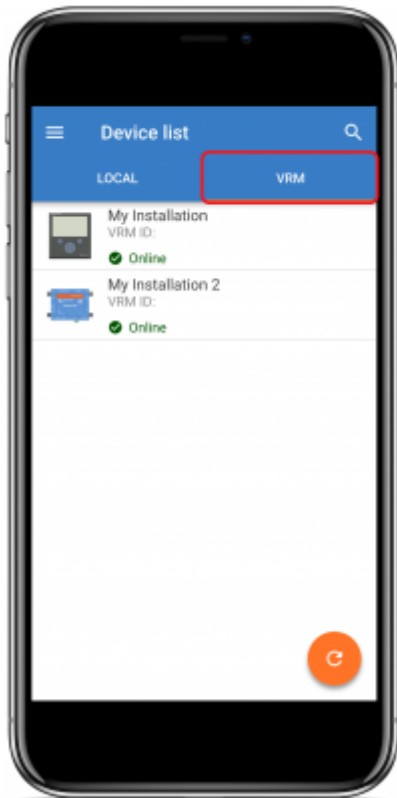 Device list
LOCAL VRM
My Installation
VRM ID:
Online
My Installation 2
VRM ID:
Online